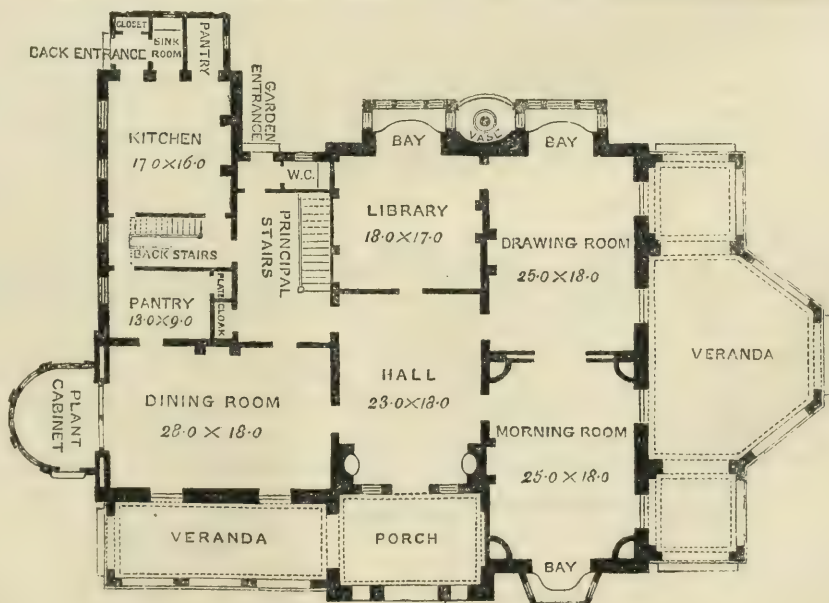 CLOSET
SINK
ROOM
PANTRY
BACK ENTRANCE
GARDEN
ENTRANCE
KITCHEN
17.0 × 16.0
W.C.
BAY
VASE
BAY
LIBRARY
18.0 × 17.0
PRINCIPAL
STAIRS
BACK STAIRS
DRAWING ROOM
25.0 × 18.0
PANTRY
13.0 × 9.0
PLATE
CLOAK
VERANDA
PLANT
CABINET
DINING ROOM
28.0 × 18.0
HALL
23.0 × 18.0
MORNING ROOM
25.0 × 18.0
VERANDA
PORCH
BAY